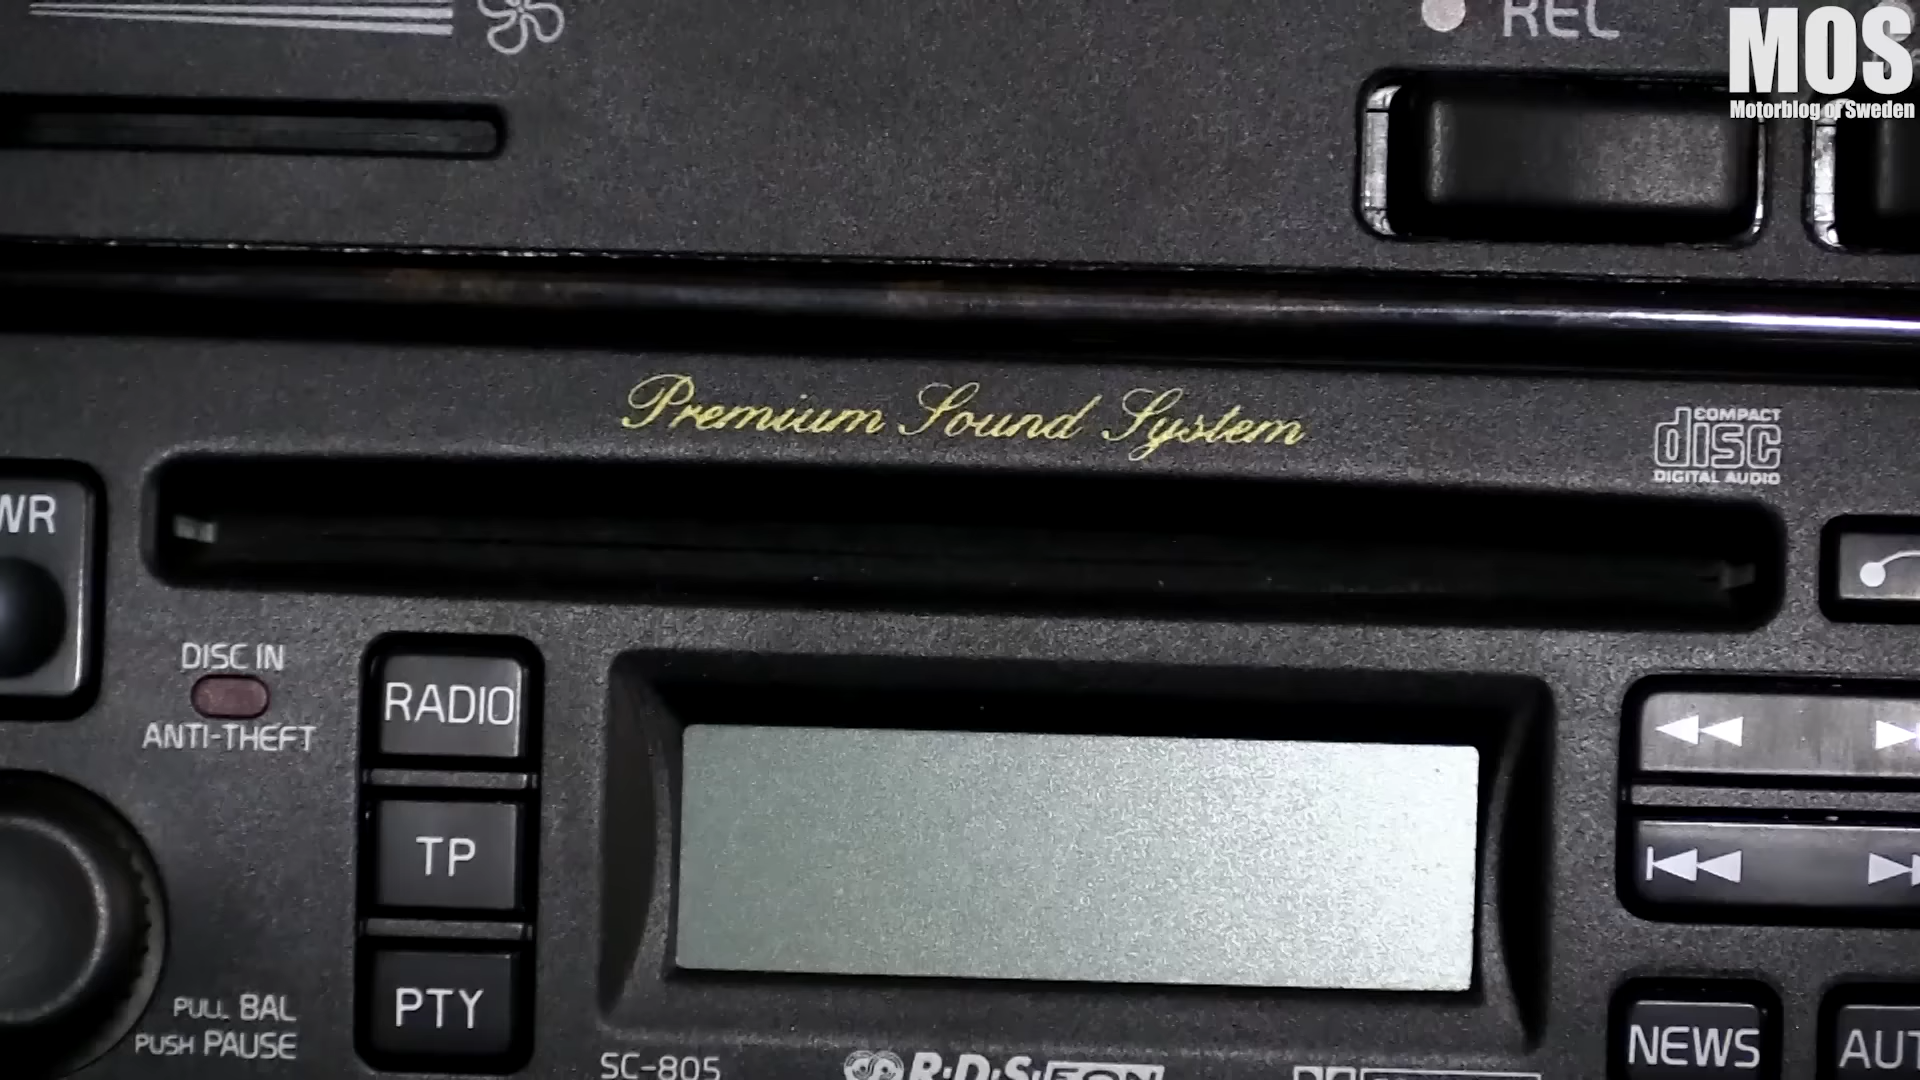 REC
MOS
Motorblog of Sweden
Premium Sound System
COMPACT
disc
DIGITAL AUDIO
WR
DISC IN
ANTI-THEFT
RADIO
TP
PTY
PULL BAL
PUSH PAUSE
NEWS
AUT
SC-805
R·D·S·EON